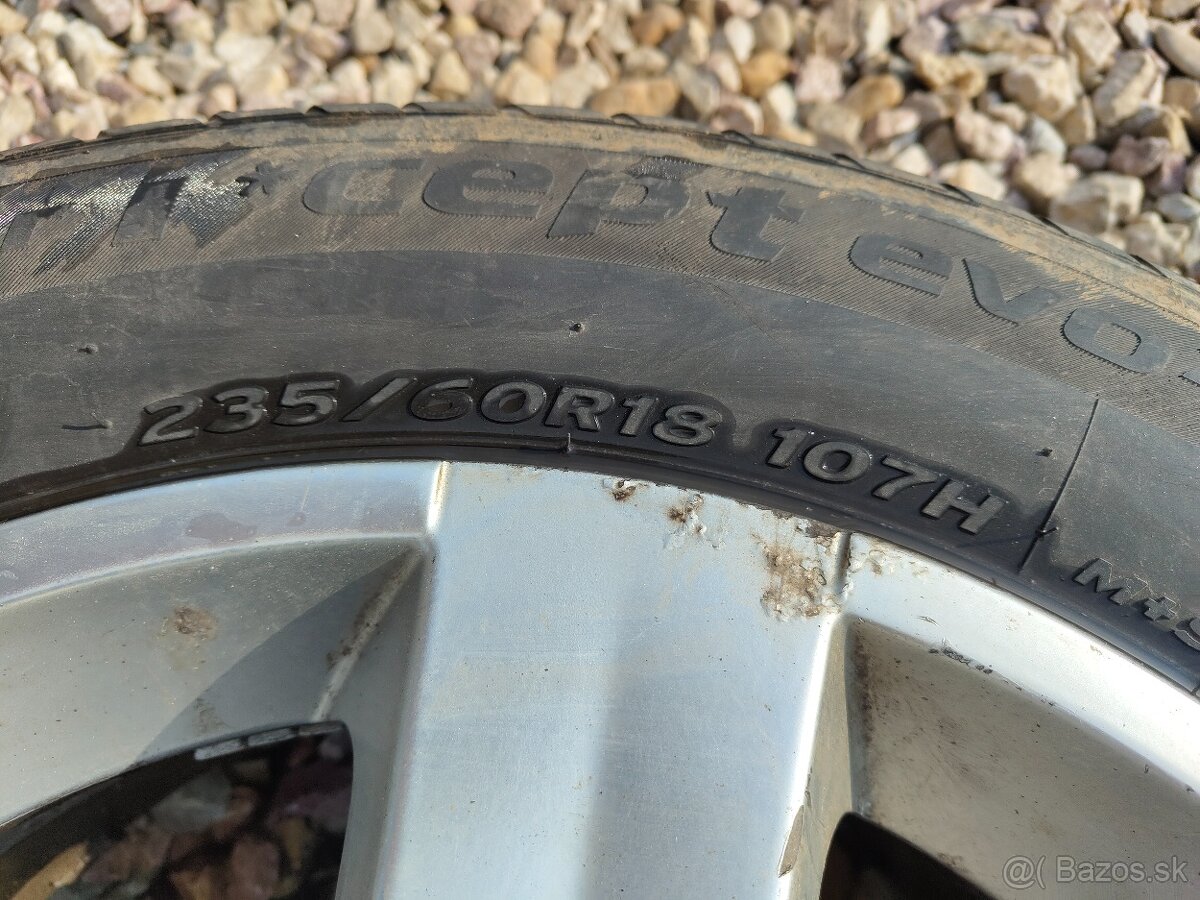 i*cept evo
235/60R18 107H
M+S
@( Bazos.sk